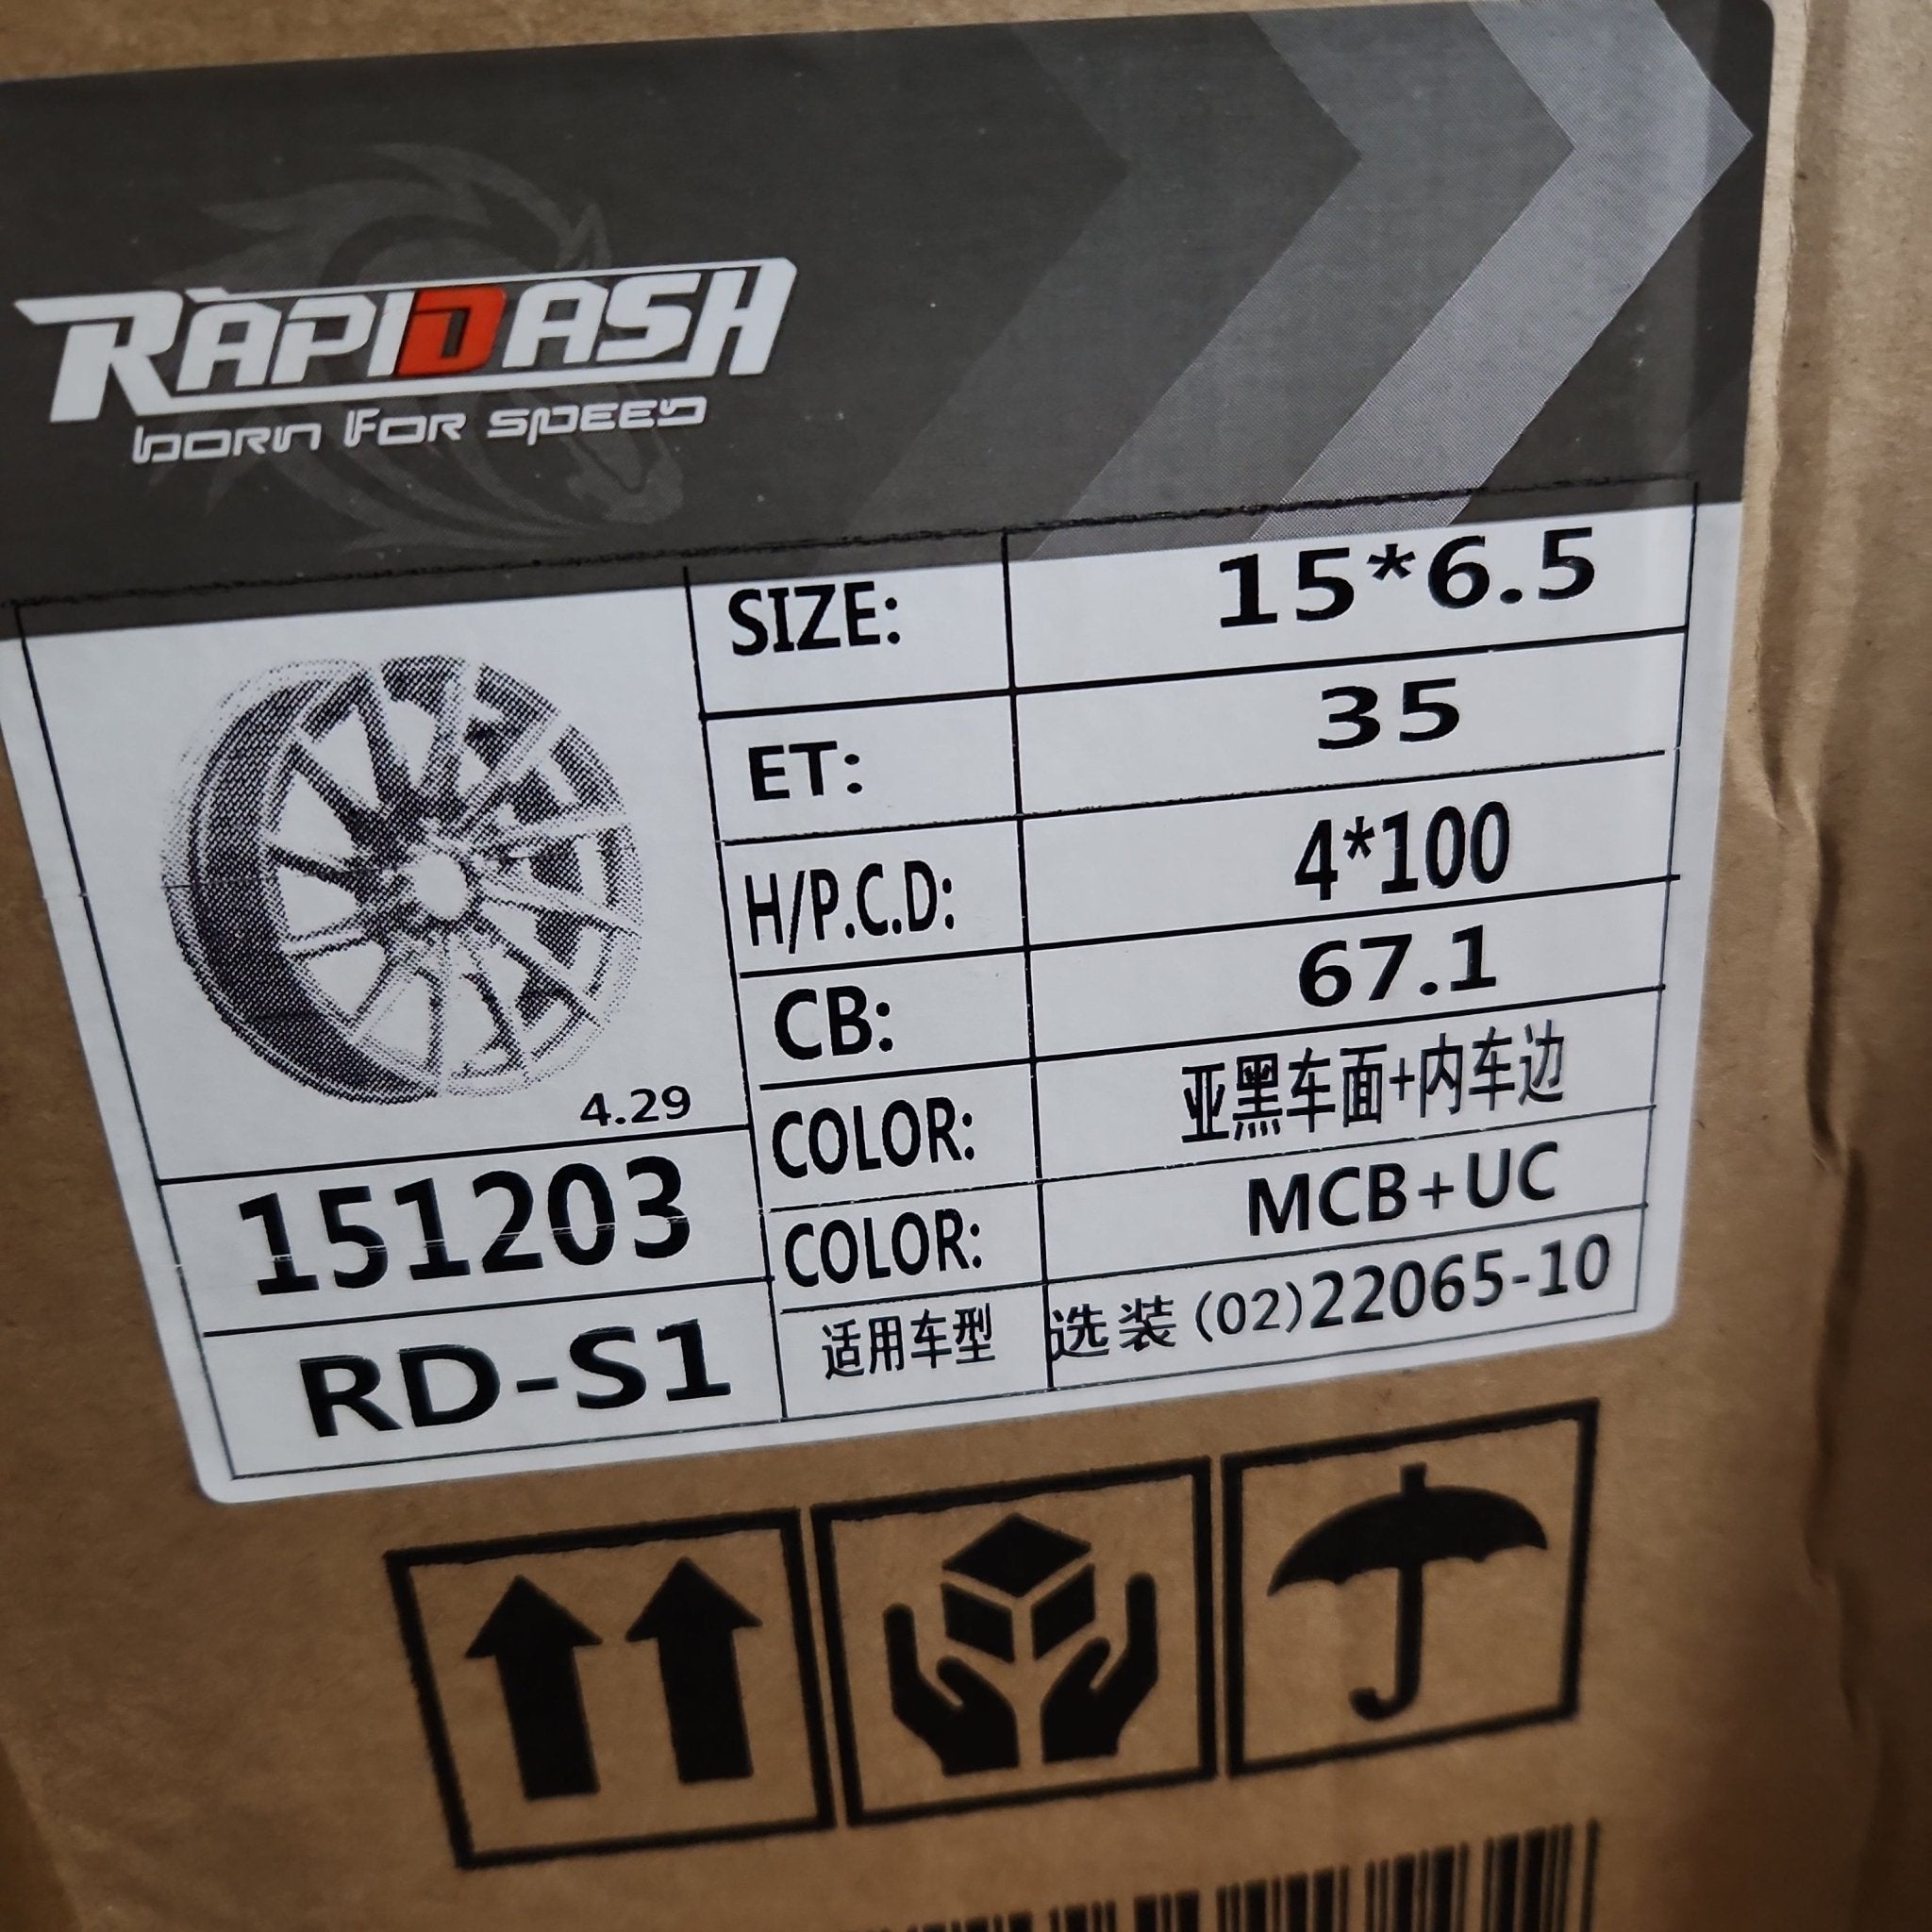 RAPIDASH
BORN FOR SPEED
SIZE: 15*6.5
ET: 35
H/P.C.D: 4*100
CB: 67.1
COLOR: 亚黑车面+内车边
COLOR: MCB+UC
适用车型 选装(02)22065-10
4.29
151203
RD-S1